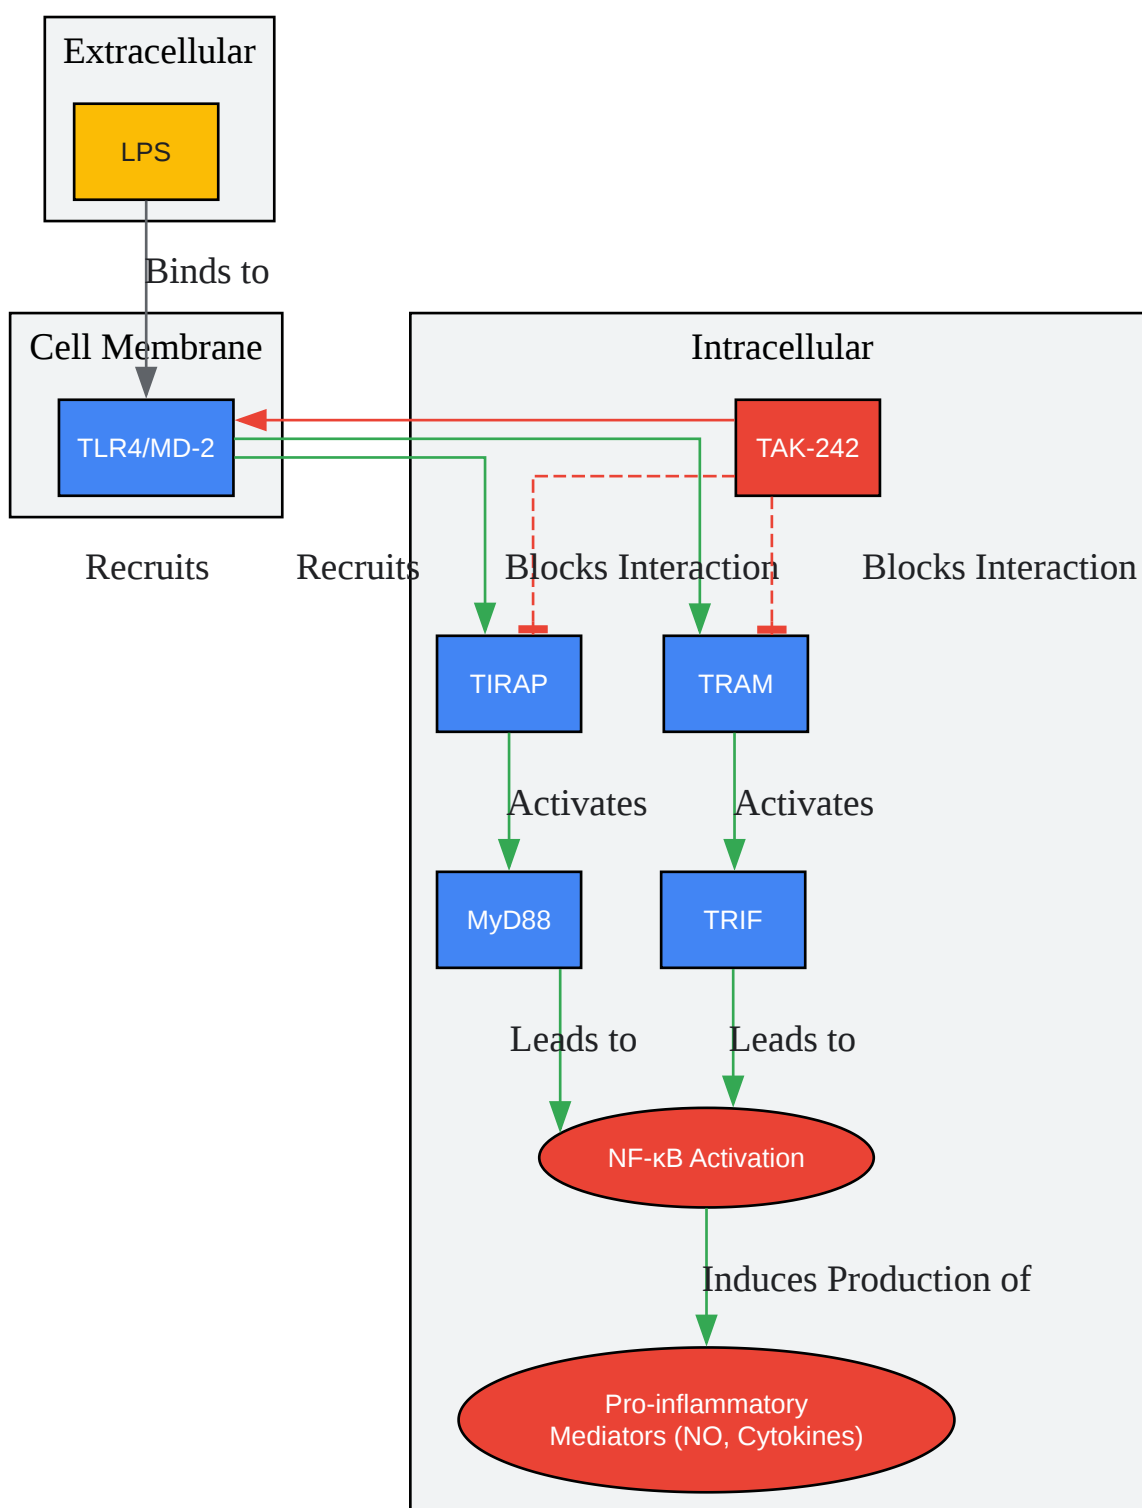 Extracellular
LPS
Binds to
Cell Membrane
Intracellular
TLR4/MD-2
TAK-242
Recruits
Recruits
Blocks Interaction
Blocks Interaction
TIRAP
TRAM
Activates
Activates
MyD88
TRIF
Leads to
Leads to
NF-κB Activation
Induces Production of
Pro-inflammatory
Mediators (NO, Cytokines)